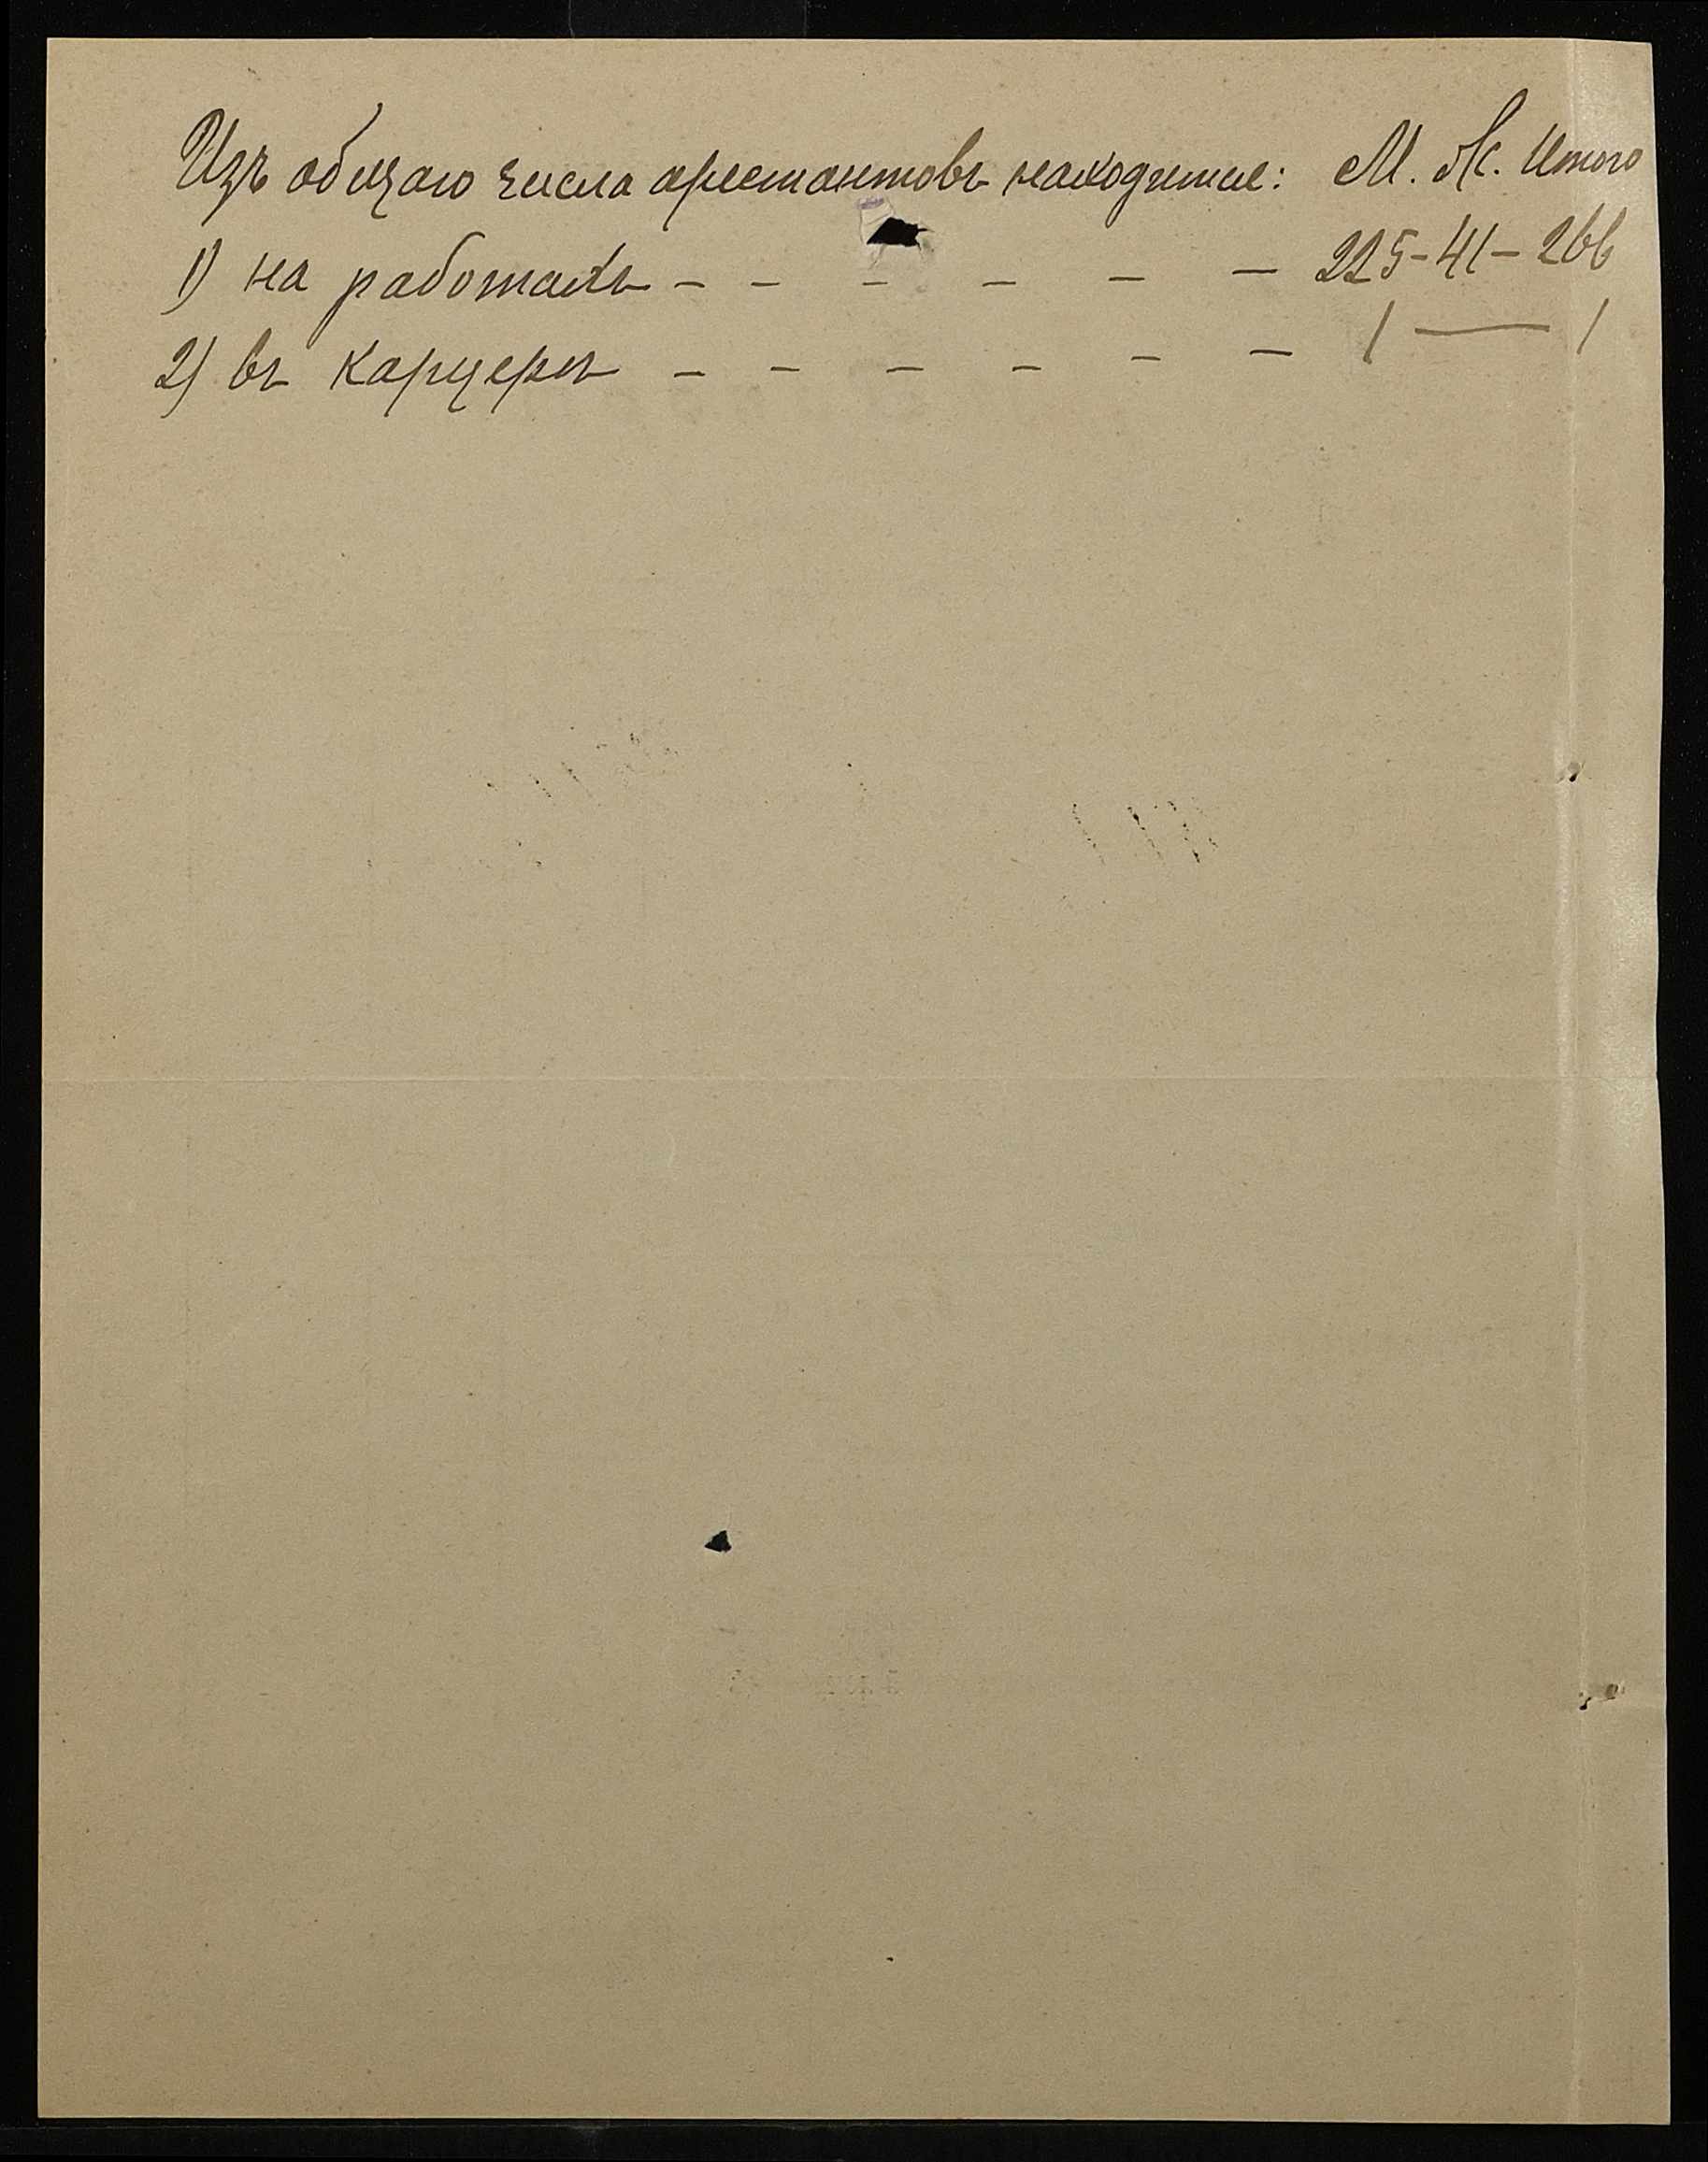 Изъ общаго числа арестантовъ находится: М. Ж. Итого
1) на работахъ - - - - - - 225-41-266
2) въ карцерѣ - - - - - - 1 — 1